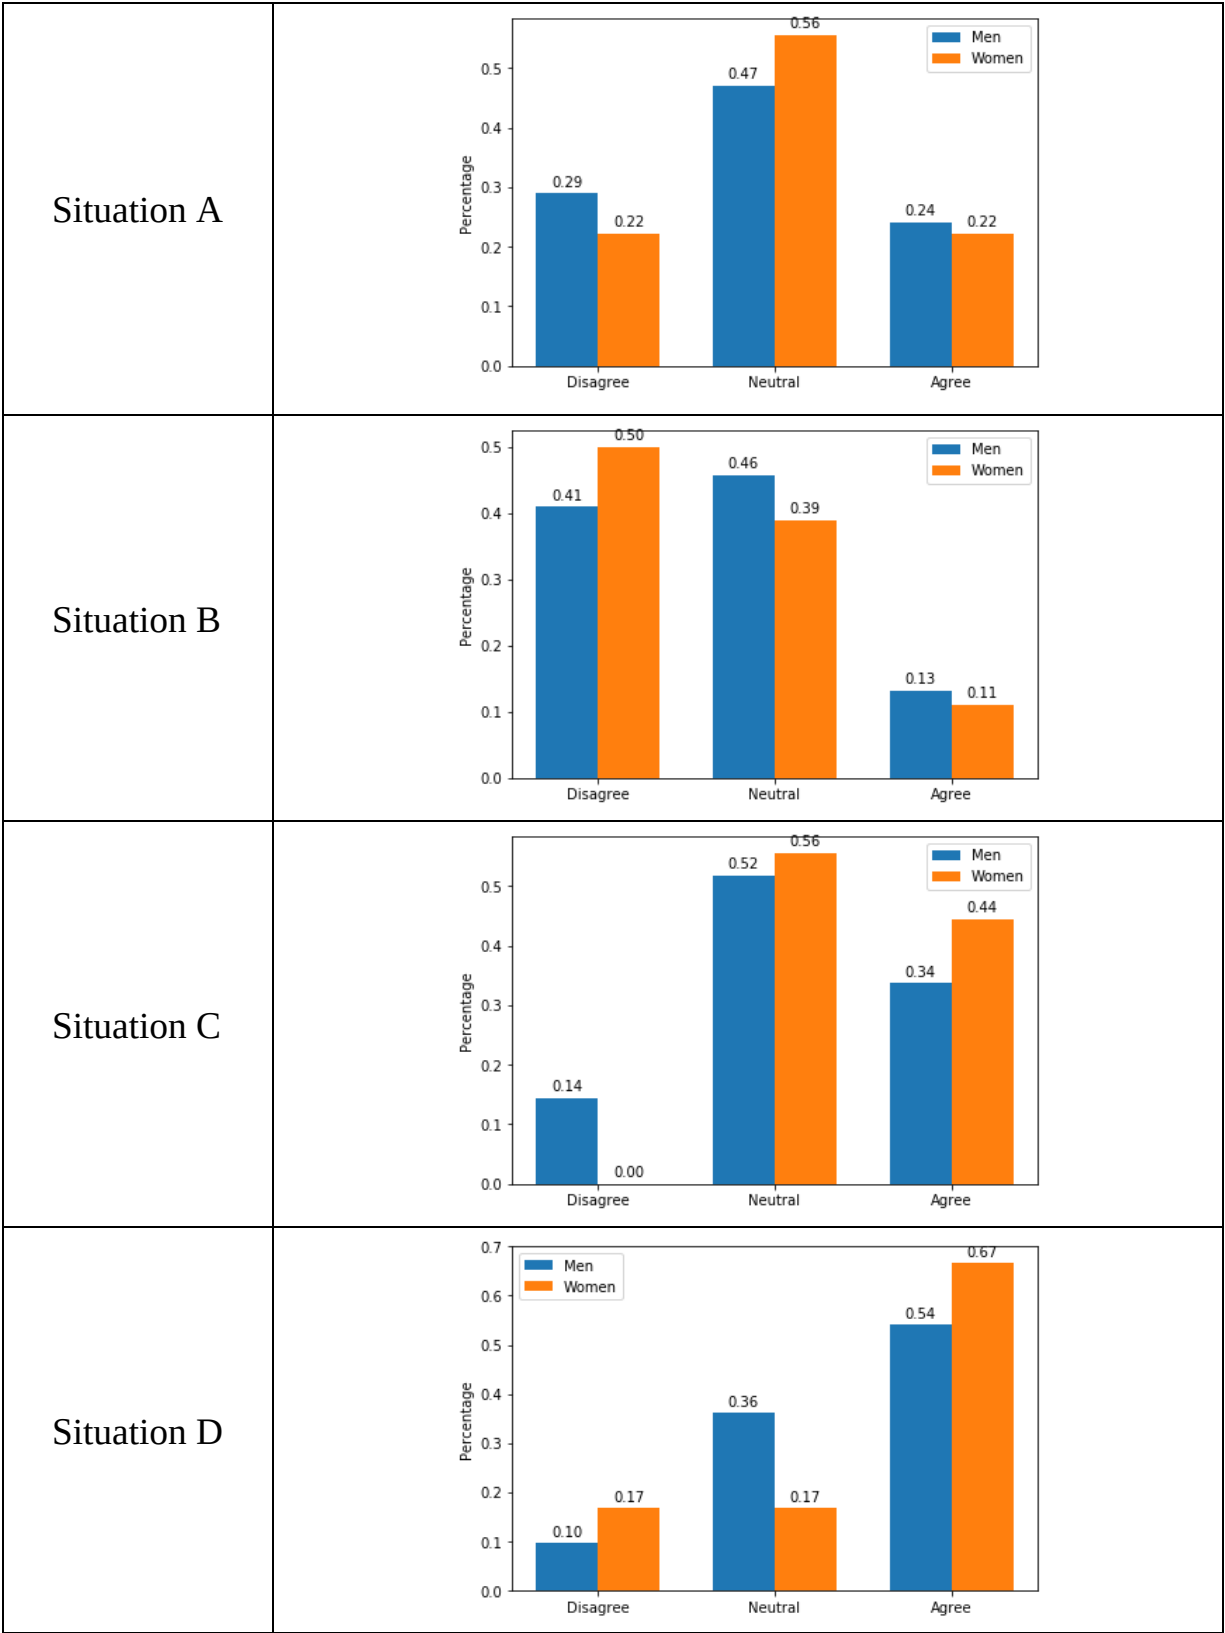 Situation A
Percentage
0.5
0.4
0.3
0.2
0.1
0.0
0.29
0.22
0.47
0.56
0.24
0.22
Men
Women
Disagree
Neutral
Agree
Situation B
Percentage
0.5
0.4
0.3
0.2
0.1
0.0
0.41
0.50
0.46
0.39
0.13
0.11
Men
Women
Disagree
Neutral
Agree
Situation C
Percentage
0.5
0.4
0.3
0.2
0.1
0.0
0.14
0.00
0.52
0.56
0.34
0.44
Men
Women
Disagree
Neutral
Agree
Situation D
Percentage
0.7
0.6
0.5
0.4
0.3
0.2
0.1
0.0
Men
Women
0.10
0.17
0.36
0.17
0.54
0.67
Disagree
Neutral
Agree